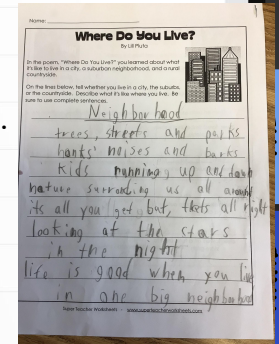 Name:
Where Do You Live?
By Lill Pluta
In the poem, "Where Do You Live?" you learned about what
it's like to live in a city, a suburban neighborhood, and a rural
countryside.
On the lines below, tell whether you live in a city, the suburbs,
or the countryside. Describe what it's like where you live. Be
sure to use complete sentences.
Neighborhood
trees, streets and parks
honts' noises and barks
kids running up and down
nature surrouding us all around
its all you get but, thats all right
looking at the stars
in the night
life is good when you live
in one big neighborhood
Super Teacher Worksheets - www.superteacherworksheets.com